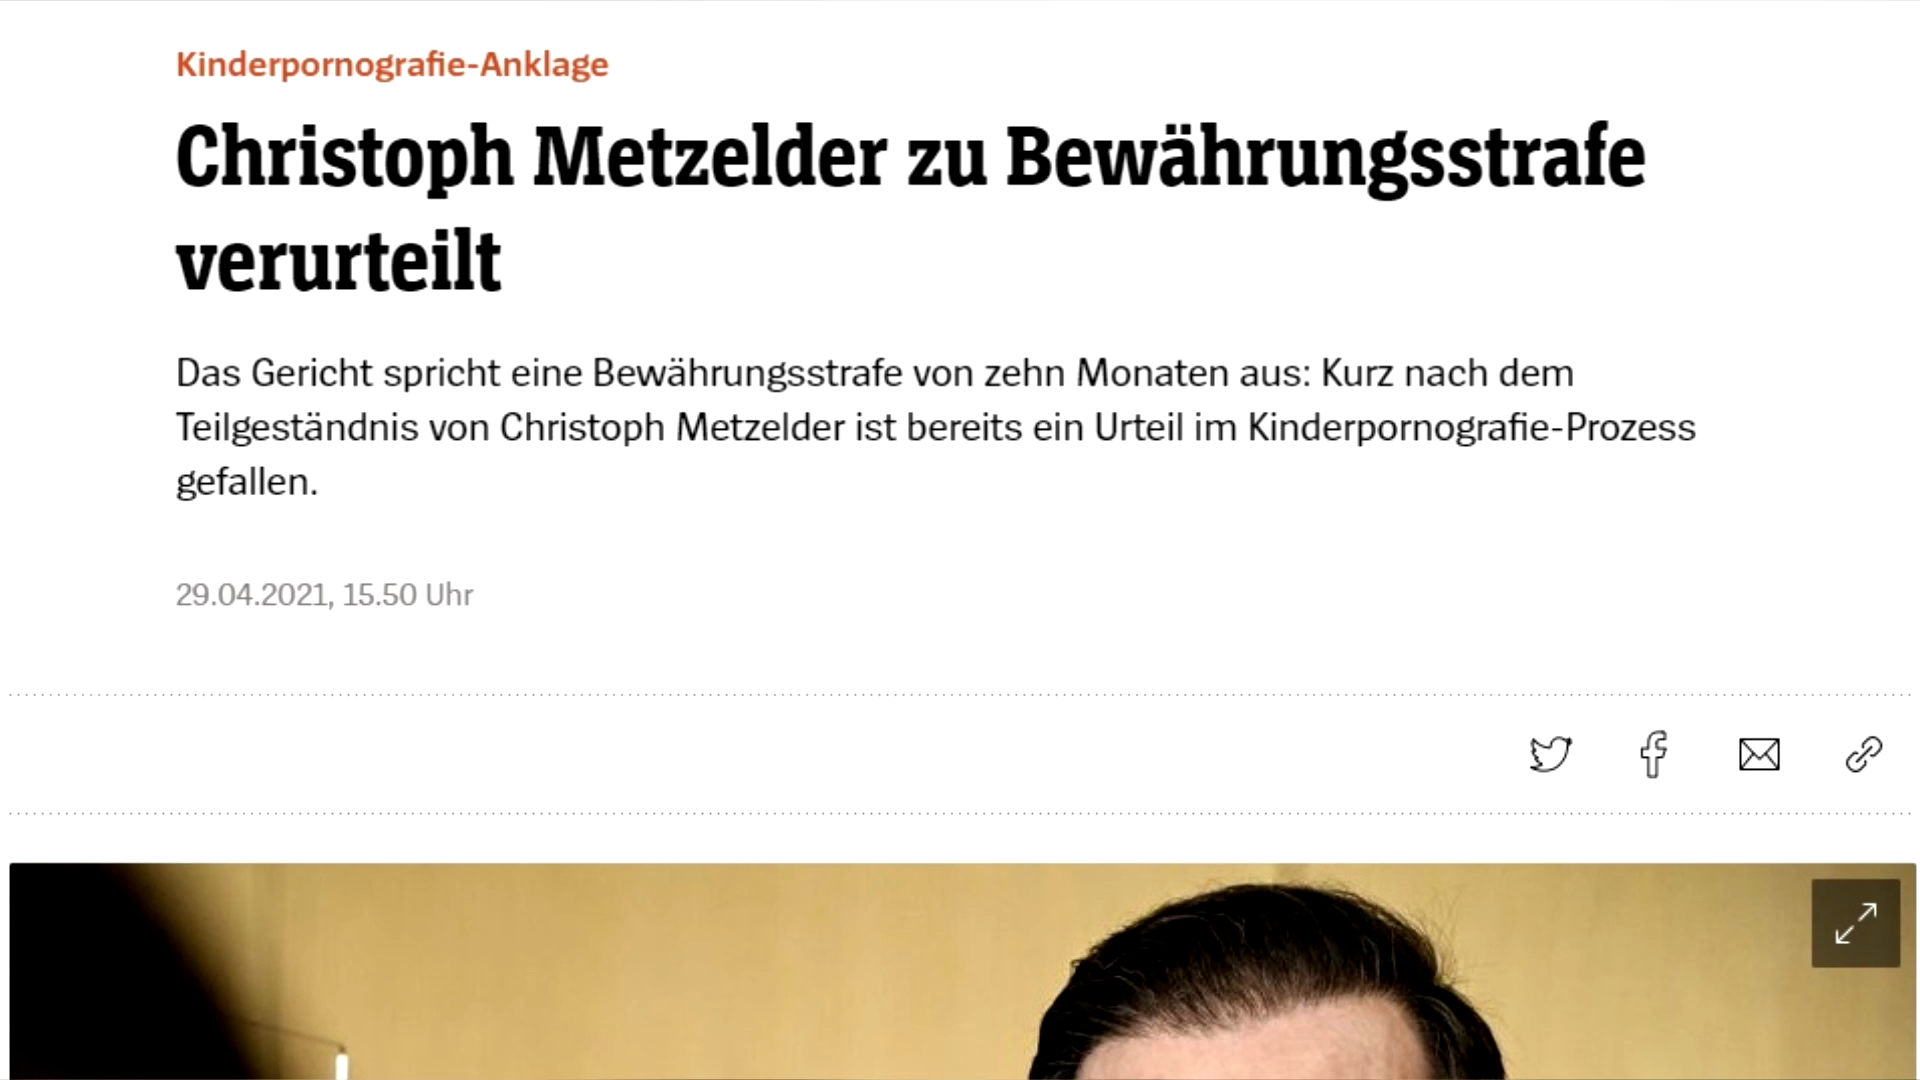 Kinderpornografie-Anklage
Christoph Metzelder zu Bewährungsstrafe
verurteilt
Das Gericht spricht eine Bewährungsstrafe von zehn Monaten aus: Kurz nach dem
Teilgeständnis von Christoph Metzelder ist bereits ein Urteil im Kinderpornografie-Prozess
gefallen.
29.04.2021, 15.50 Uhr